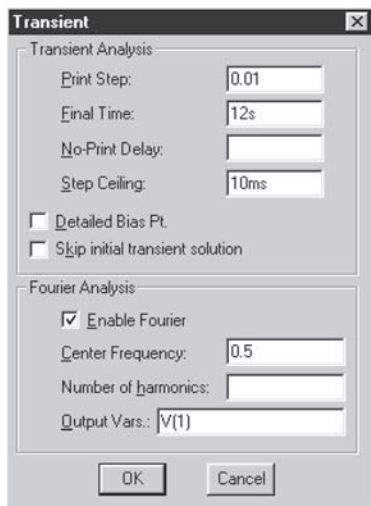 Transient
Transient Analysis
Print Step: 0.01
Final Time: 12s
No-Print Delay:
Step Ceiling: 10ms
Detailed Bias Pt.
Skip initial transient solution
Fourier Analysis
Enable Fourier
Center Frequency: 0.5
Number of harmonics:
Output Vars.: V(1)
OK Cancel